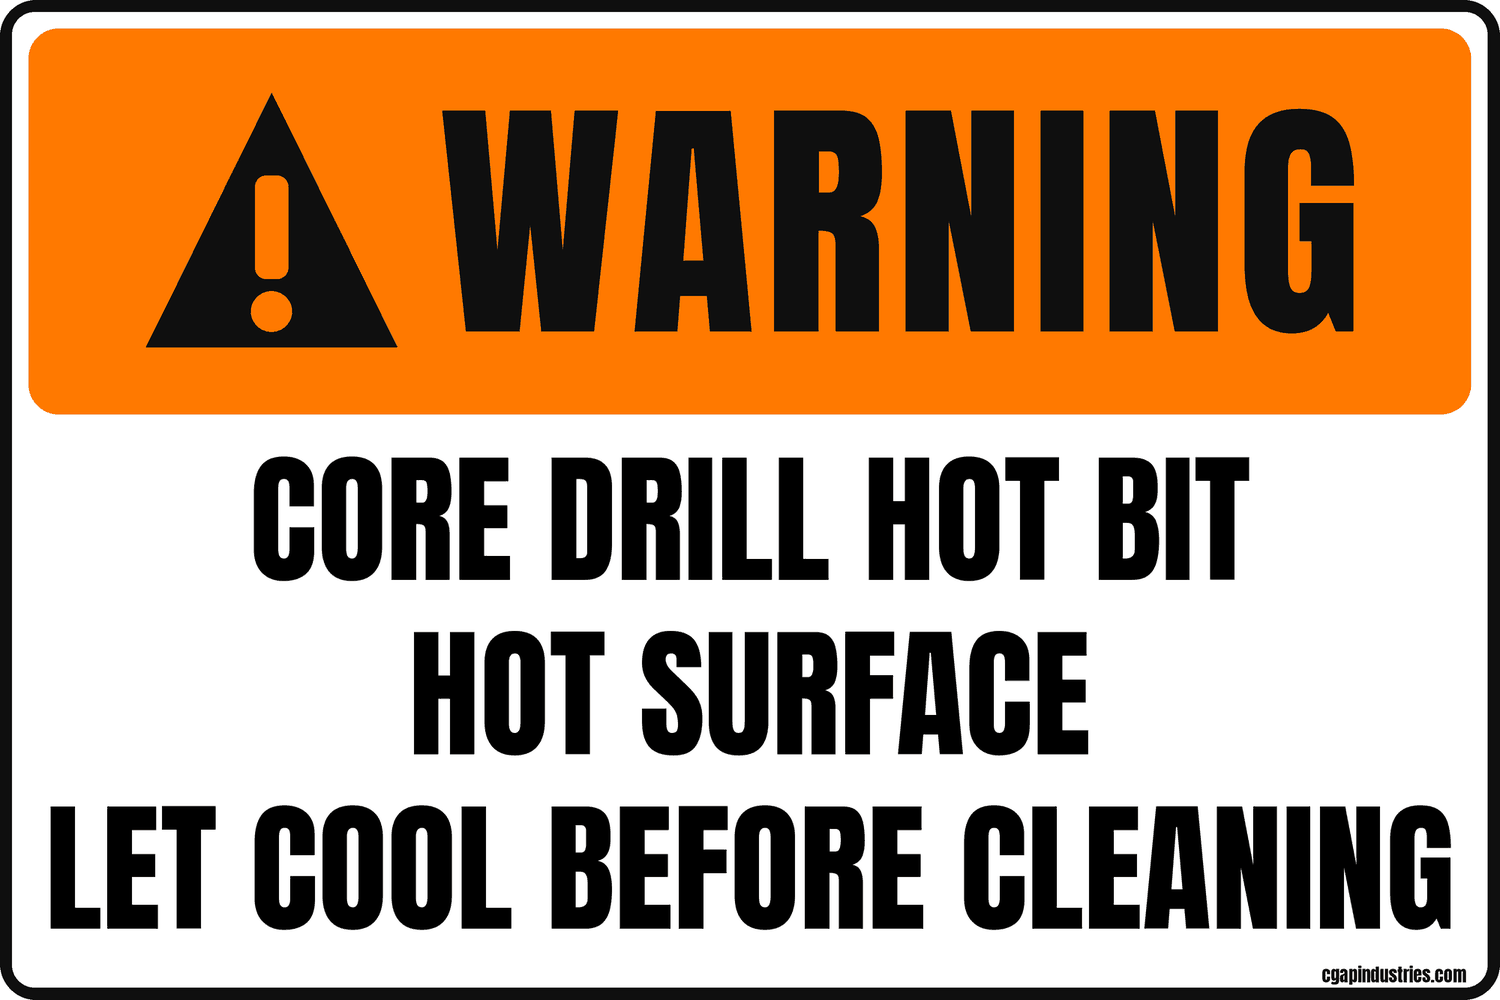 WARNING
CORE DRILL HOT BIT
HOT SURFACE
LET COOL BEFORE CLEANING
cgapindustries.com